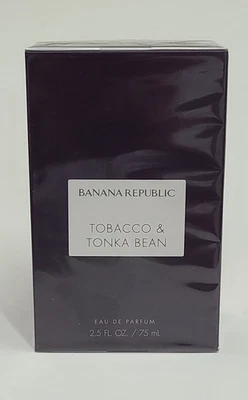 BANANA REPUBLIC
TOBACCO &
TONKA BEAN
EAU DE PARFUM
2.5 FL. OZ. / 75 mL